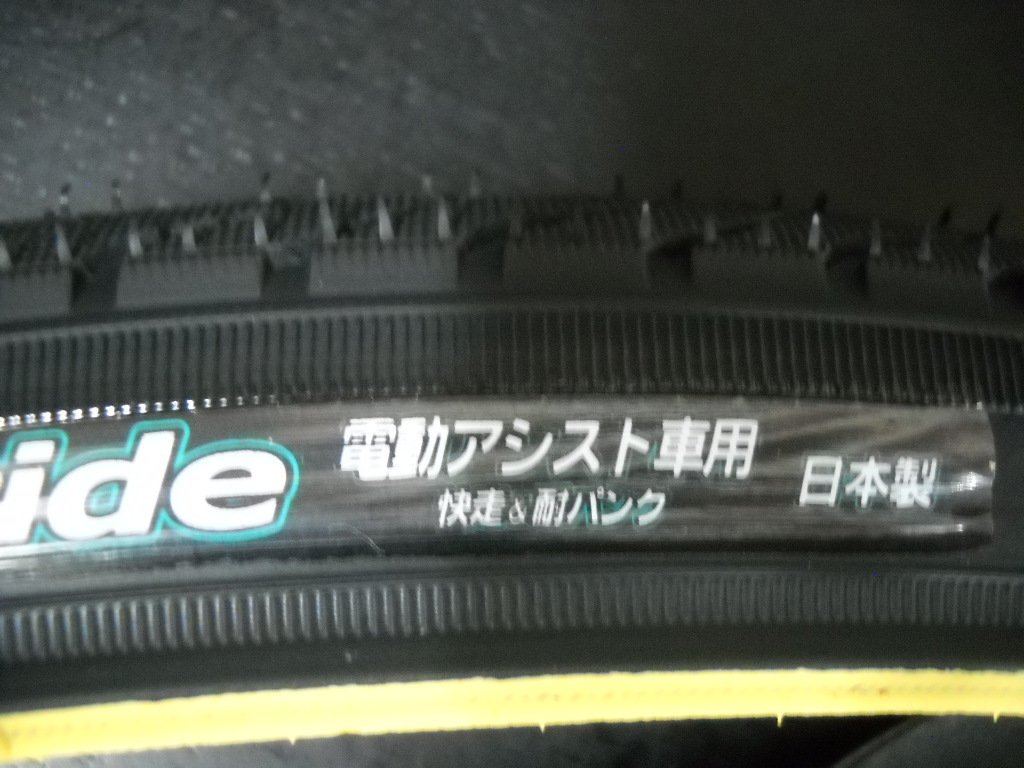 ide
電動アシスト車用
快走&耐パンク
日本製